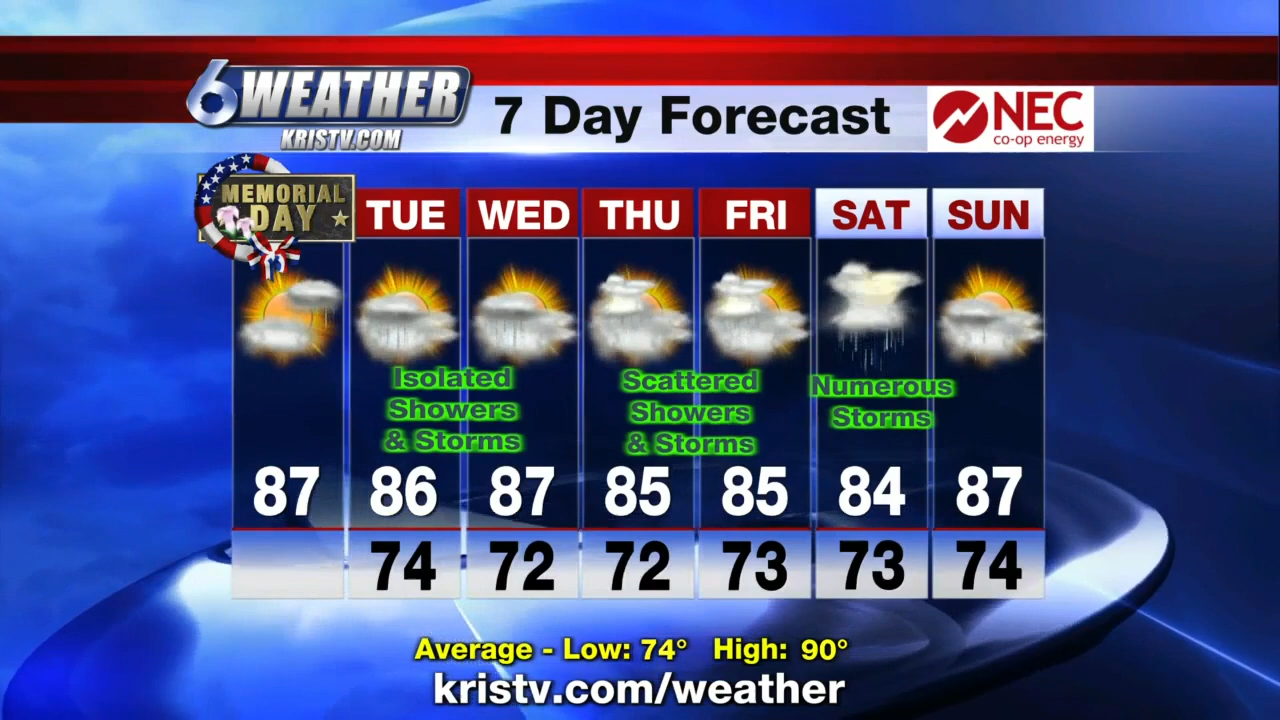 6 WEATHER
KRISTV.COM
7 Day Forecast
NEC
co-op energy
MEMORIAL
DAY
TUE WED THU FRI SAT SUN
Isolated
Showers
& Storms
Scattered
Showers
& Storms
Numerous
Storms
87 86 87 85 85 84 87
74 72 72 73 73 74
Average - Low: 74° High: 90°
kristv.com/weather